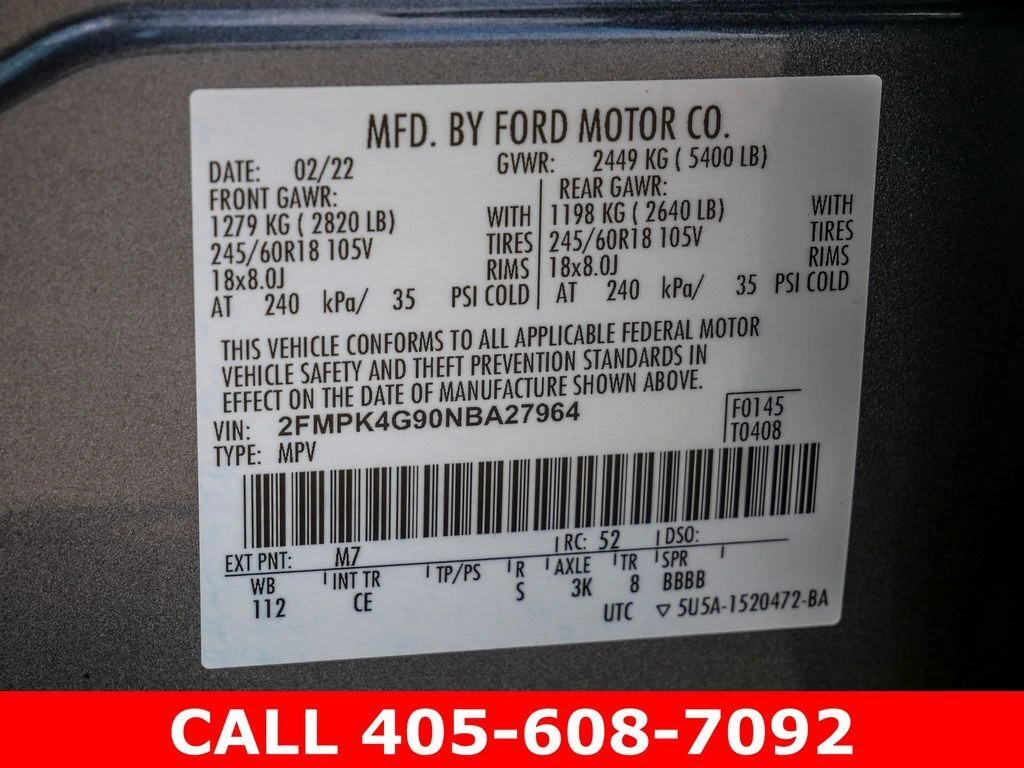 MFD. BY FORD MOTOR CO.
DATE: 02/22 GVWR: 2449 KG ( 5400 LB)
FRONT GAWR: REAR GAWR:
1279 KG ( 2820 LB) WITH 1198 KG ( 2640 LB) WITH
245/60R18 105V TIRES 245/60R18 105V TIRES
18x8.0J RIMS 18x8.0J RIMS
AT 240 kPa/ 35 PSI COLD AT 240 kPa/ 35 PSI COLD
THIS VEHICLE CONFORMS TO ALL APPLICABLE FEDERAL MOTOR
VEHICLE SAFETY AND THEFT PREVENTION STANDARDS IN
EFFECT ON THE DATE OF MANUFACTURE SHOWN ABOVE.
VIN: 2FMPK4G90NBA27964 F0145
TYPE: MPV T0408
EXT PNT: M7 RC: 52 DSO:
WB INT TR TP/PS R AXLE TR SPR
112 CE S 3K 8 BBBB
UTC ▽ 5U5A-1520472-BA
CALL 405-608-7092